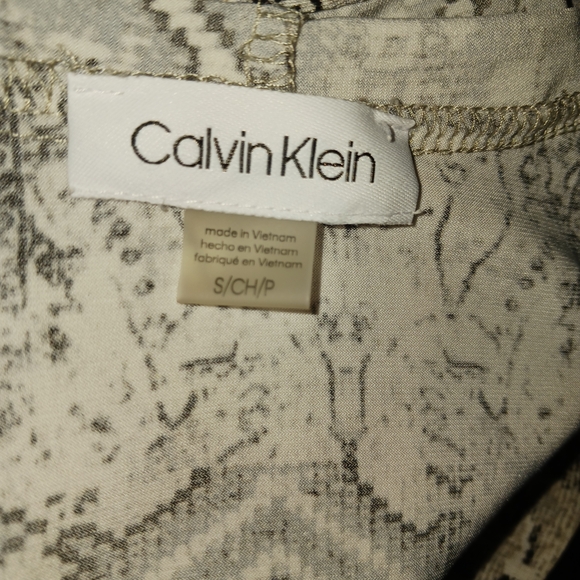 Calvin Klein
made in Vietnam
hecho en Vietnam
fabriqué en Vietnam
S/CH/P